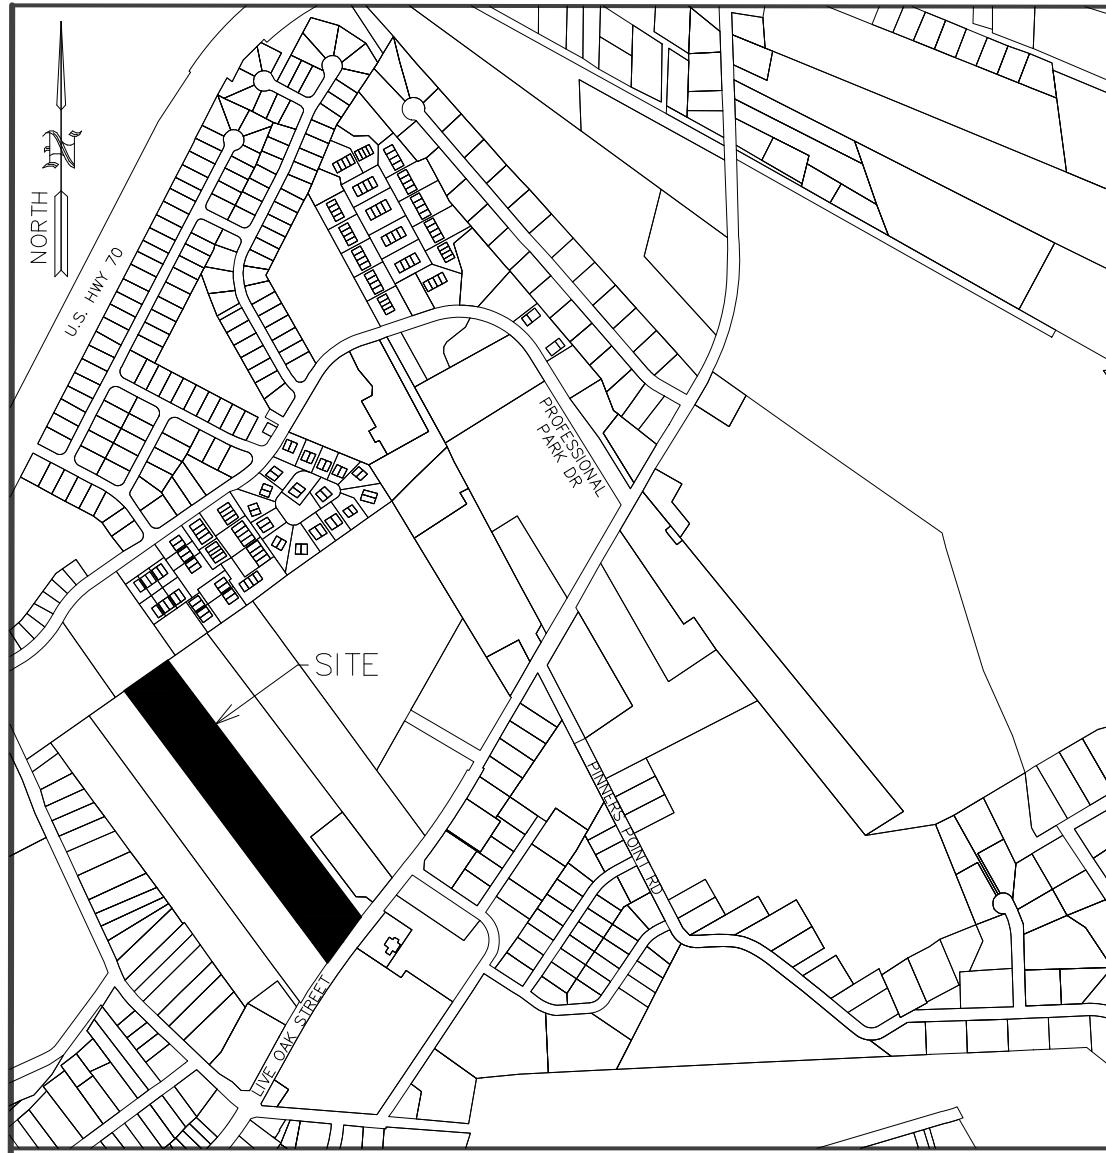 NORTH
N
U.S. HWY 70
PROFESSIONAL
PARK DR
SITE
PINNERS POINT RD
LIVE OAK STREET